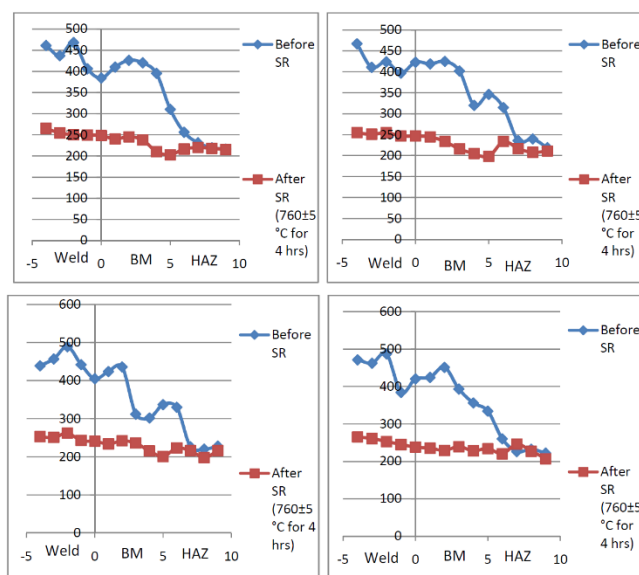 500
450
400
350
300
250
200
150
100
50
0
-5
0
5
10
Weld
BM
HAZ
Before
SR
After
SR
(760±5
°C for
4 hrs)
500
450
400
350
300
250
200
150
100
50
0
-5
0
5
10
Weld
BM
HAZ
Before
SR
After
SR
(760±5
°C for
4 hrs)
600
500
400
300
200
100
0
-5
0
5
10
Weld
BM
HAZ
Before
SR
After
SR
(760±5
°C for 4
hrs)
600
500
400
300
200
100
0
-5
0
5
10
Weld
BM
HAZ
Before
SR
After
SR
(760±5
°C for 4
hrs)